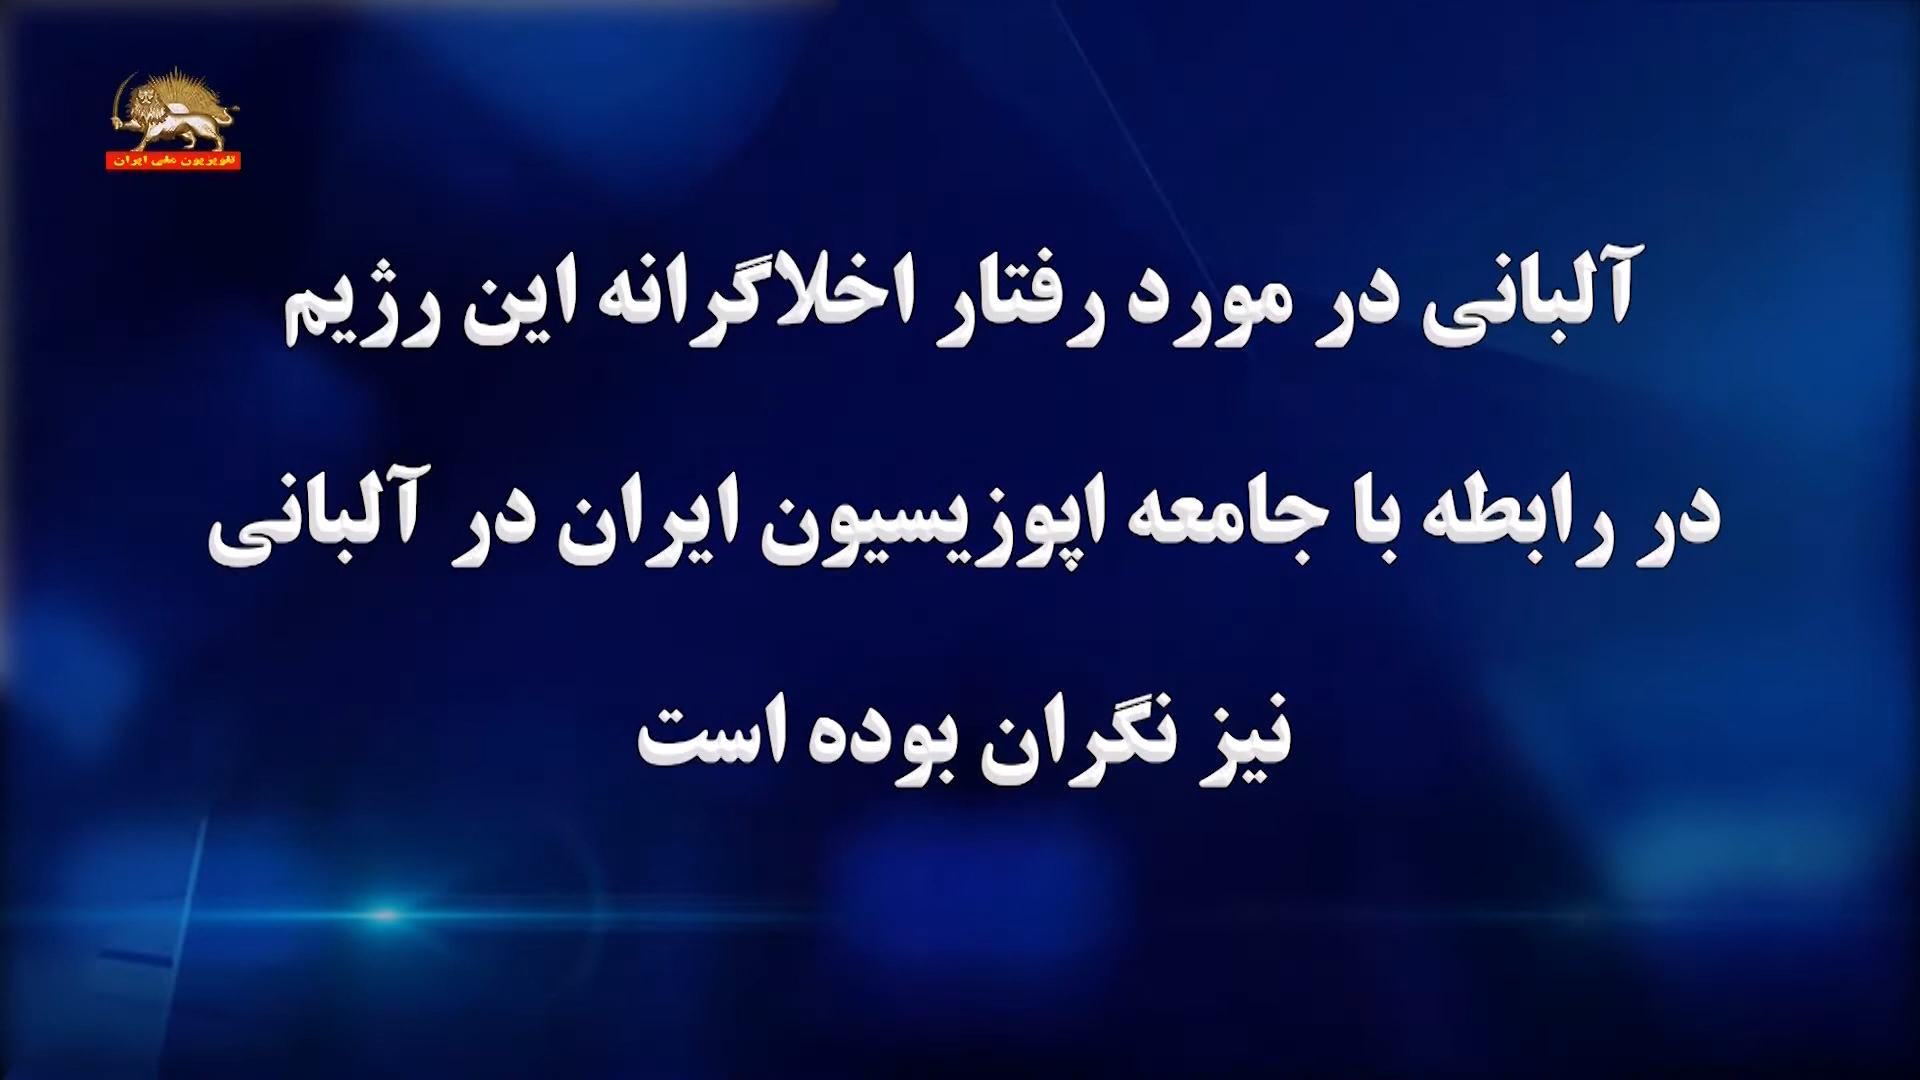 تلویزیون ملی ایران
آلبانی در مورد رفتار اخلاگرانه این رژیم
در رابطه با جامعه اپوزیسیون ایران در آلبانی
نیز نگران بوده است